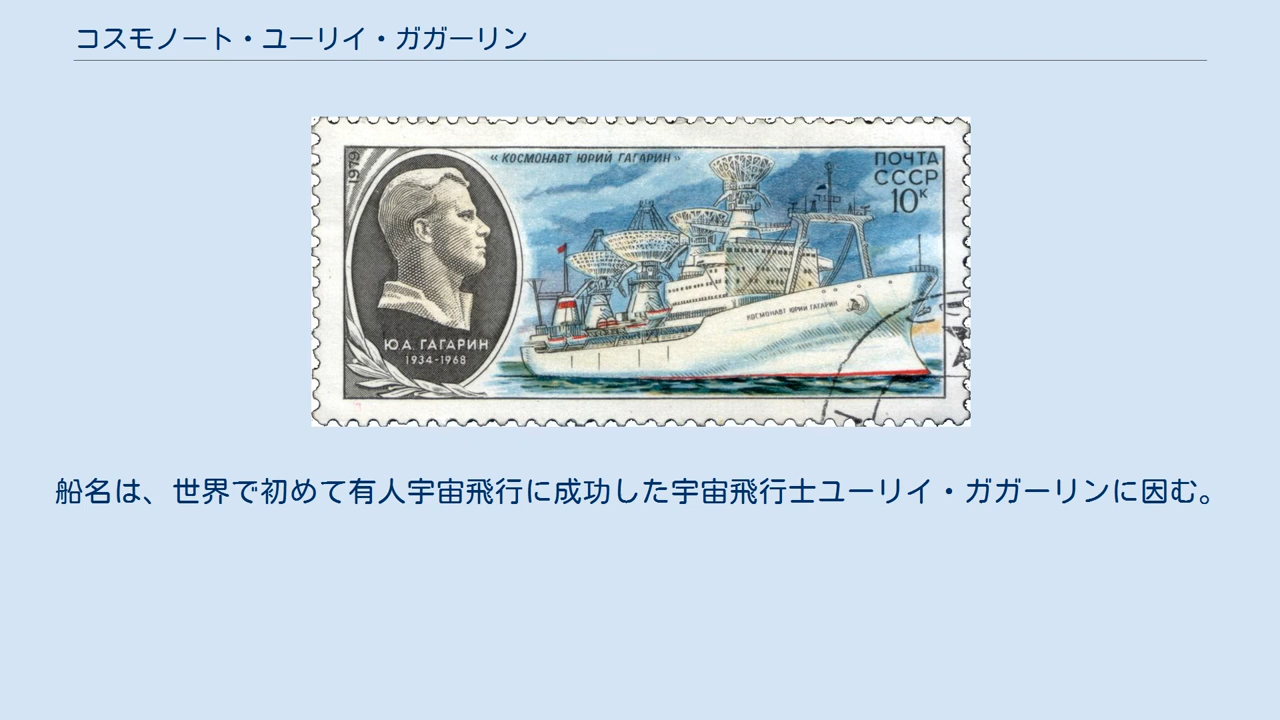 コスモノート・ユーリイ・ガガーリン
1979
« КОСМОНАВТ ЮРИЙ ГАГАРИН »
ПОЧТА
СССР
10к
КОСМОНАВТ ЮРИЙ ГАГАРИН
Ю.А. ГАГАРИН
1934-1968
船名は、世界で初めて有人宇宙飛行に成功した宇宙飛行士ユーリイ・ガガーリンに因む。